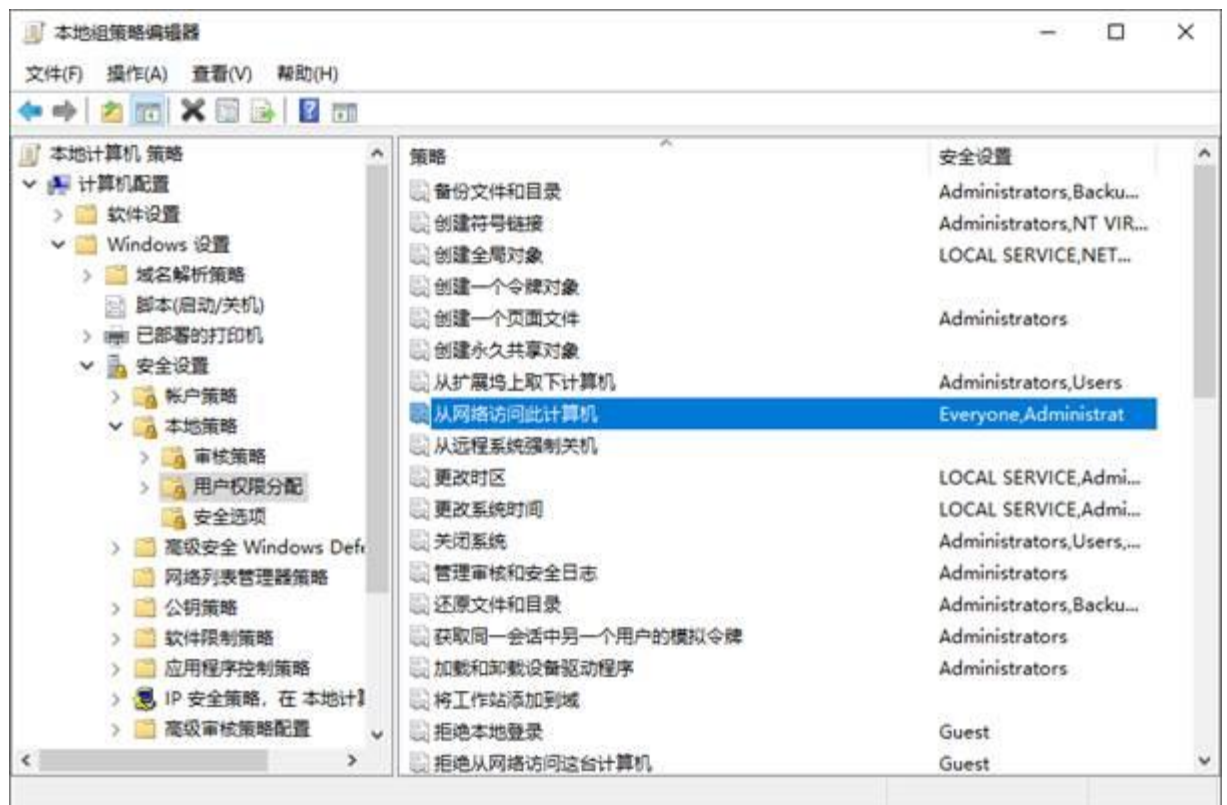 本地组策略编辑器
文件(F) 操作(A) 查看(V) 帮助(H)
本地计算机 策略
计算机配置
软件设置
Windows 设置
域名解析策略
脚本(启动/关机)
已部署的打印机
安全设置
帐户策略
本地策略
审核策略
用户权限分配
安全选项
高级安全 Windows Defe
网络列表管理器策略
公钥策略
软件限制策略
应用程序控制策略
IP 安全策略，在 本地计算
高级审核策略配置
策略 安全设置
备份文件和目录 Administrators,Backu...
创建符号链接 Administrators,NT VIR...
创建全局对象 LOCAL SERVICE,NET...
创建一个令牌对象
创建一个页面文件 Administrators
创建永久共享对象
从扩展坞上取下计算机 Administrators,Users
从网络访问此计算机 Everyone,Administrat
从远程系统强制关机
更改时区 LOCAL SERVICE,Admi...
更改系统时间 LOCAL SERVICE,Admi...
关闭系统 Administrators,Users,...
管理审核和安全日志 Administrators
还原文件和目录 Administrators,Backu...
获取同一会话中另一个用户的模拟令牌 Administrators
加载和卸载设备驱动程序 Administrators
将工作站添加到域
拒绝本地登录 Guest
拒绝从网络访问这台计算机 Guest